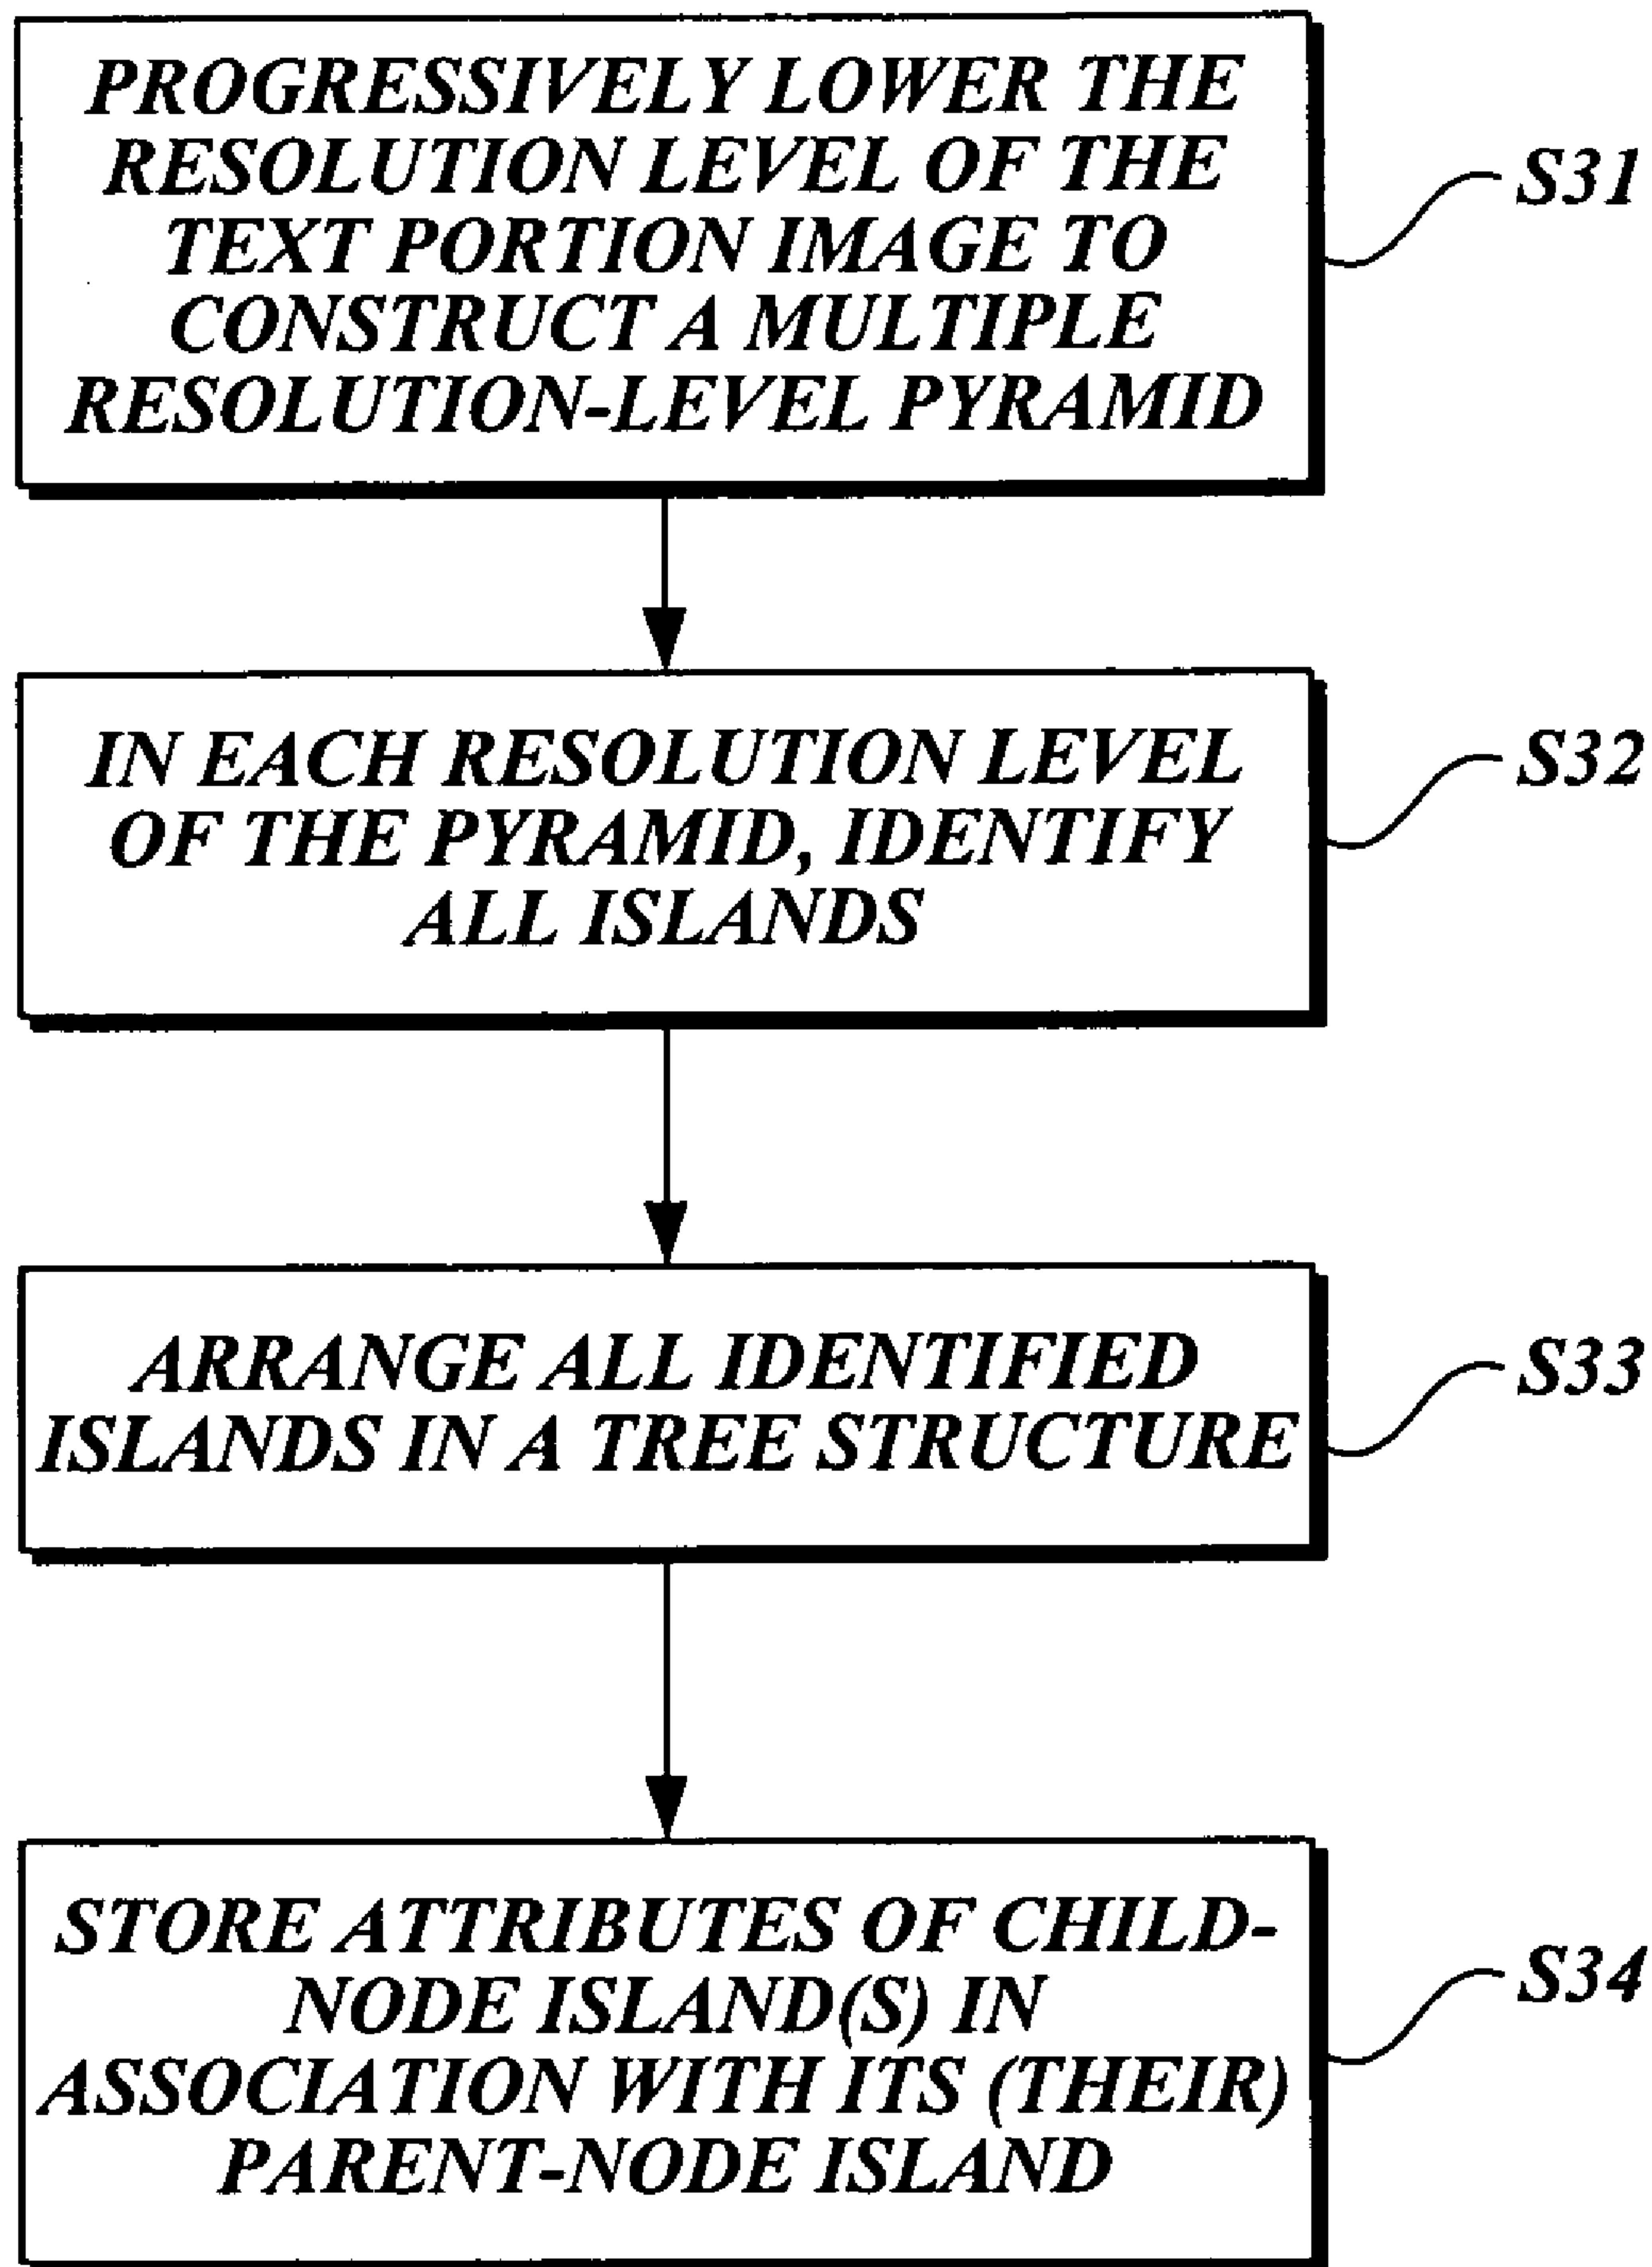 PROGRESSIVELY LOWER THE
RESOLUTION LEVEL OF THE
TEXT PORTION IMAGE TO
CONSTRUCT A MULTIPLE
RESOLUTION-LEVEL PYRAMID
S31
IN EACH RESOLUTION LEVEL
OF THE PYRAMID, IDENTIFY
ALL ISLANDS
S32
ARRANGE ALL IDENTIFIED
ISLANDS IN A TREE STRUCTURE
S33
STORE ATTRIBUTES OF CHILD-
NODE ISLAND(S) IN
ASSOCIATION WITH ITS (THEIR)
PARENT-NODE ISLAND
S34